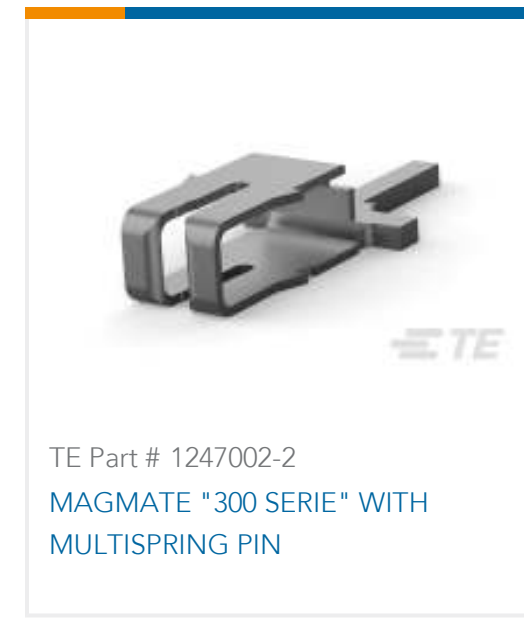 TE
TE Part # 1247002-2
MAGMATE "300 SERIE" WITH
MULTISPRING PIN